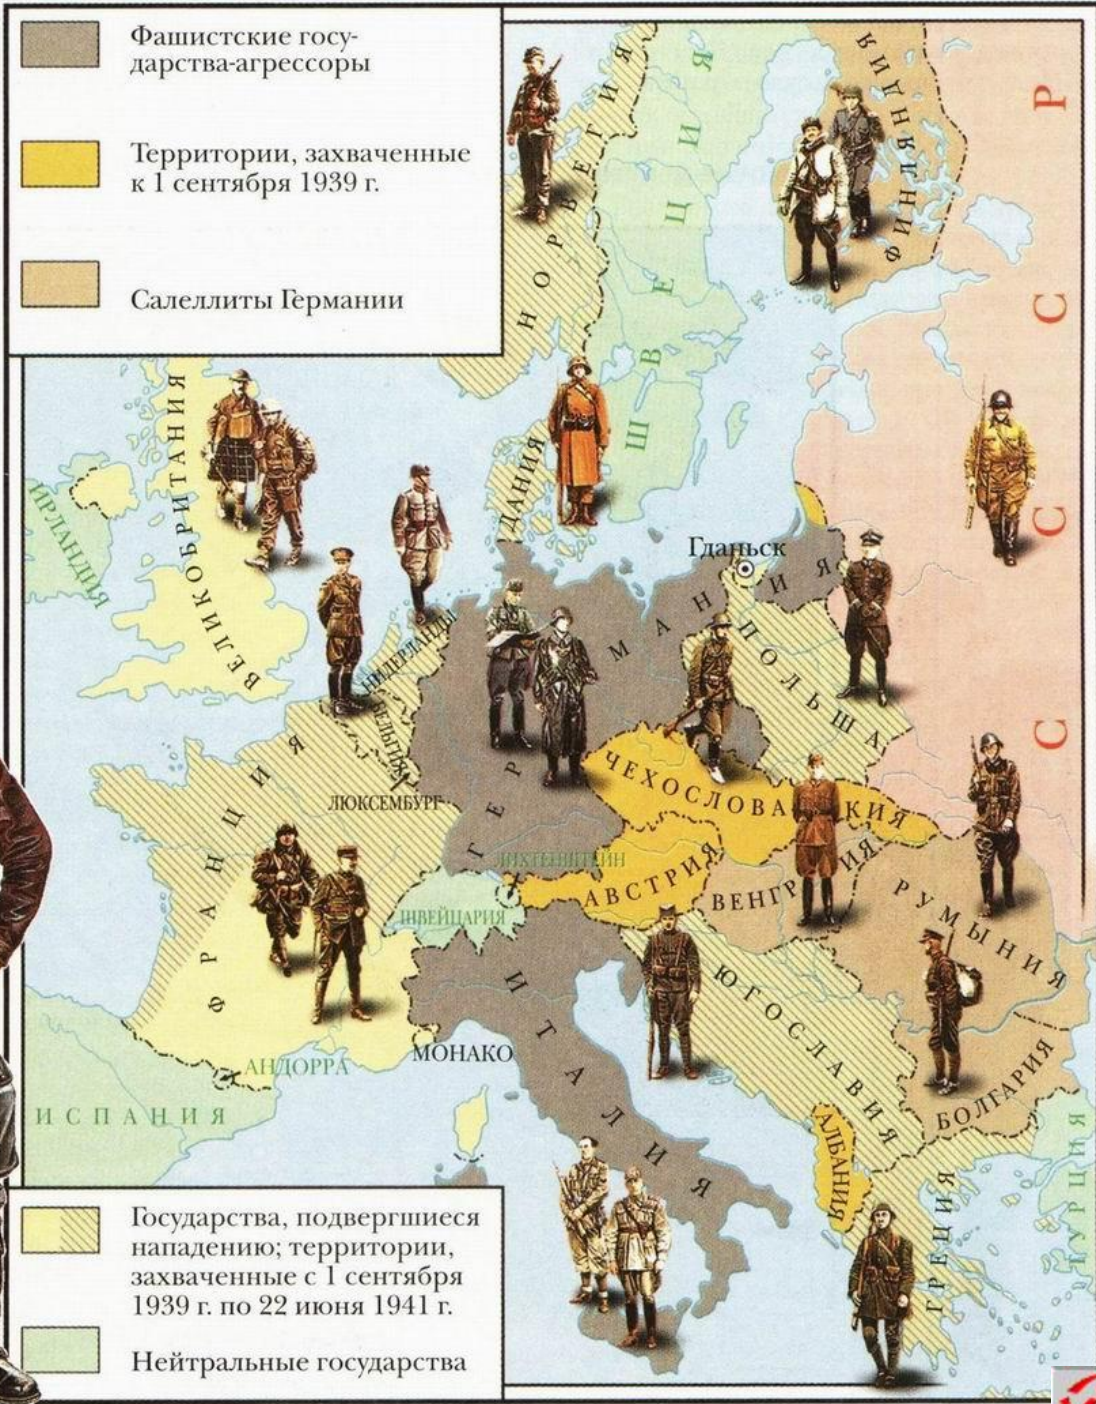 Фашистские госу-
дарства-агрессоры
Территории, захваченные
к 1 сентября 1939 г.
Салеллиты Германии
НОРВЕГИЯ
ШВЕЦИЯ
ФИНЛЯНДИЯ
СССР
ВЕЛИКОБРИТАНИЯ
ИРЛАНДИЯ
ДАНИЯ
Гданьск
НИДЕРЛАНДЫ
БЕЛЬГИЯ
ЛЮКСЕМБУРГ
ГЕРМАНИЯ
ПОЛЬША
ЧЕХОСЛОВАКИЯ
ФРАНЦИЯ
ЛИХТЕНШТЕЙН
АВСТРИЯ
ШВЕЙЦАРИЯ
ВЕНГРИЯ
РУМЫНИЯ
ИТАЛИЯ
ЮГОСЛАВИЯ
МОНАКО
АНДОРРА
ИСПАНИЯ
БОЛГАРИЯ
АЛБАНИЯ
ГРЕЦИЯ
ТУРЦИЯ
Государства, подвергшиеся
нападению; территории,
захваченные с 1 сентября
1939 г. по 22 июня 1941 г.
Нейтральные государства